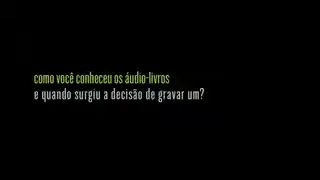 como você conheceu os áudio-livros
e quando surgiu a decisão de gravar um?